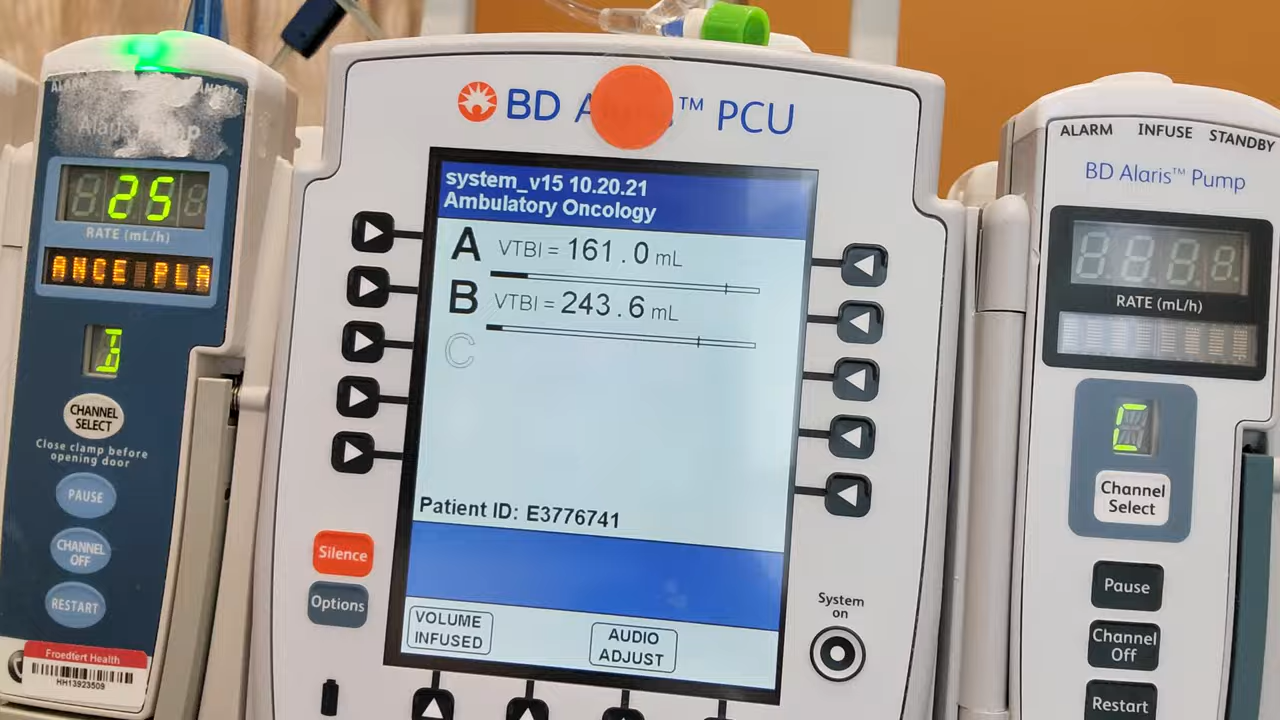 Alaris
25
RATE (mL/h)
ANCE PLA
B
CHANNEL
SELECT
Close clamp before
opening door
PAUSE
CHANNEL
OFF
RESTART
Froedtert Health
HH13923509
BD A ™ PCU
system_v15 10.20.21
Ambulatory Oncology
A VTBI = 161.0 mL
B VTBI = 243.6 mL
C
Patient ID: E3776741
VOLUME
INFUSED
AUDIO
ADJUST
Silence
Options
System
on
ALARM INFUSE STANDBY
BD Alaris™ Pump
RATE (mL/h)
C
Channel
Select
Pause
Channel
Off
Restart